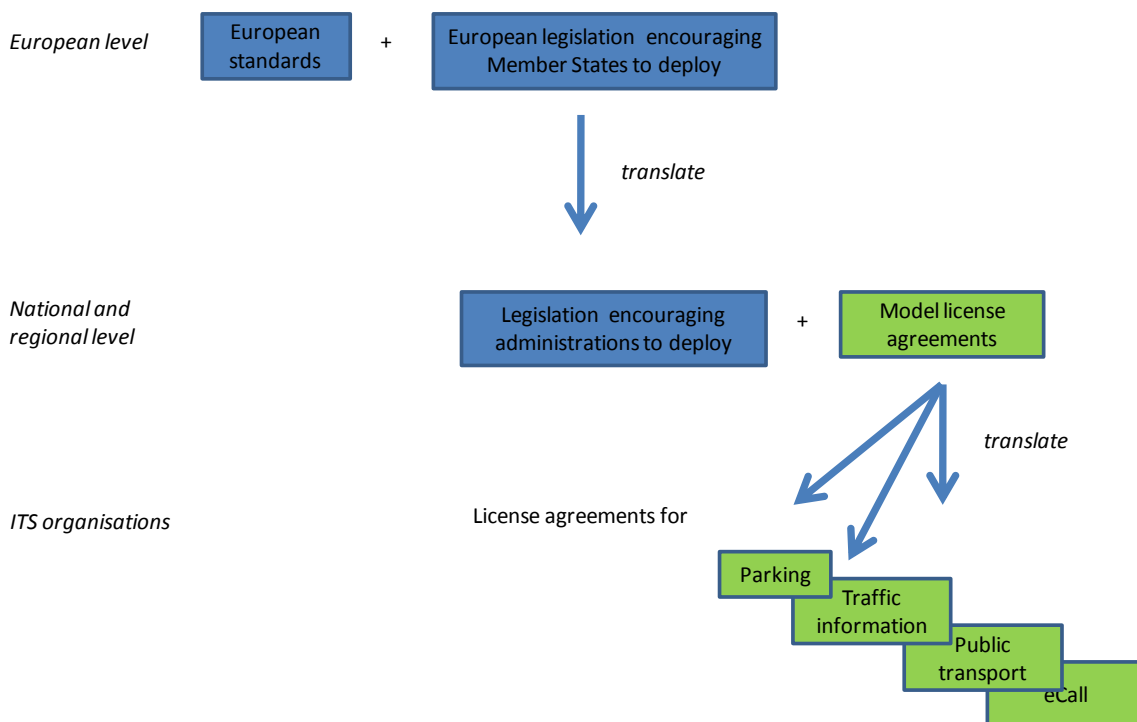 European level
European
standards
+
European legislation encouraging
Member States to deploy
translate
National and
regional level
Legislation encouraging
administrations to deploy
+
Model license
agreements
translate
ITS organisations
License agreements for
Parking
Traffic
information
Public
transport
eCall